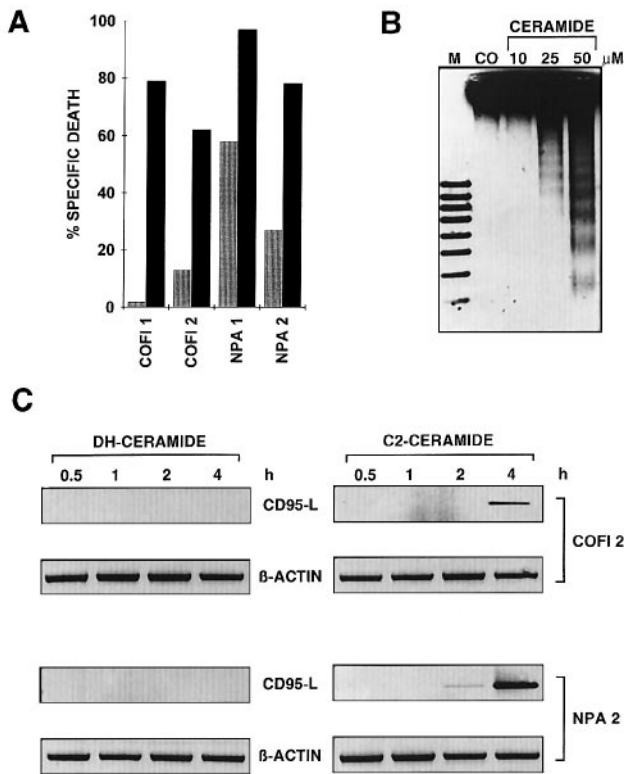 A
% SPECIFIC DEATH
100
80
60
40
20
0
COFI 1
COFI 2
NPA 1
NPA 2
B
CERAMIDE
M CO 10 25 50 µM
C
DH-CERAMIDE C2-CERAMIDE
0.5 1 2 4 h 0.5 1 2 4 h
CD95-L
COFI 2
ß-ACTIN
CD95-L
NPA 2
ß-ACTIN